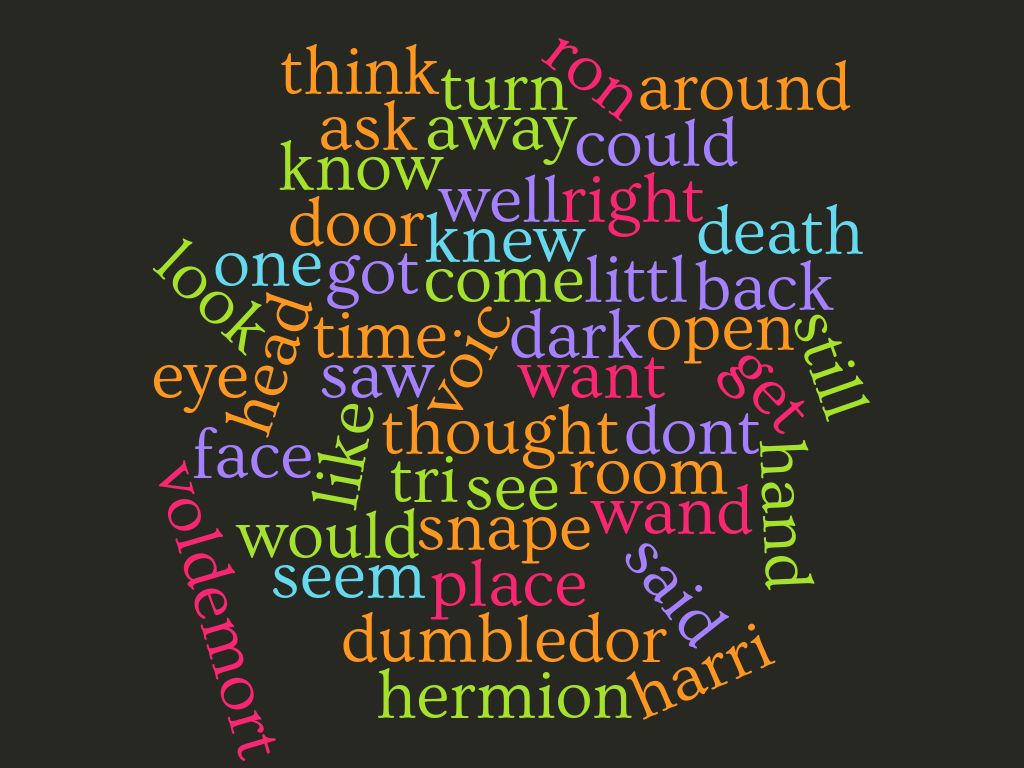 think
turn
ron
around
ask
away
could
know
well
right
door
knew
death
look
one
got
come
littl
back
head
time
voic
dark
open
still
eye
saw
want
get
like
thought
dont
face
tri
see
room
hand
voldemort
would
snape
wand
said
seem
place
dumbledor
harri
hermion